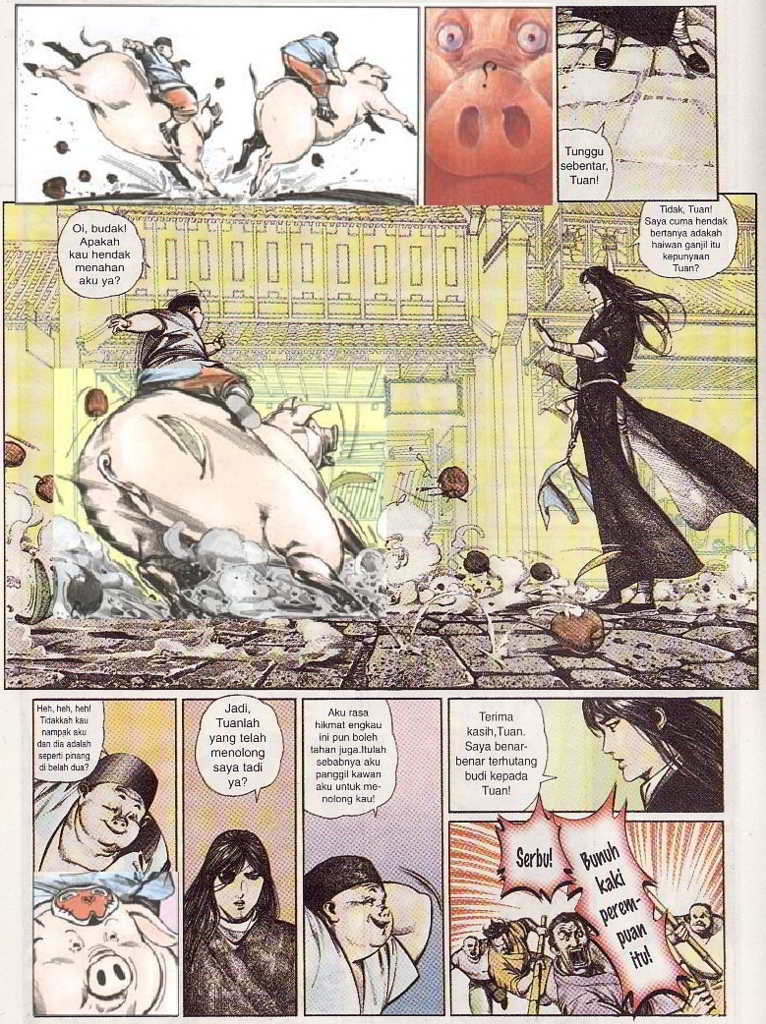 ?
Tunggu
sebentar,
Tuan!
Oi, budak!
Apakah
kau hendak
menahan
aku ya?
Tidak, Tuan!
Saya cuma hendak
bertanya adakah
haiwan ganjil itu
kepunyaan
Tuan?
Heh, heh, heh!
Tidakkah kau
nampak aku
dan dia adalah
seperti pinang
di belah dua?
Jadi,
Tuanlah
yang telah
menolong
saya tadi
ya?
Aku rasa
hikmat engkau
ini pun boleh
tahan juga.Itulah
sebabnya aku
panggil kawan
aku untuk me-
nolong kau!
Terima
kasih,Tuan.
Saya benar-
benar terhutang
budi kepada
Tuan!
Serbu!
Bunuh
kaki
perem-
puan
itu!